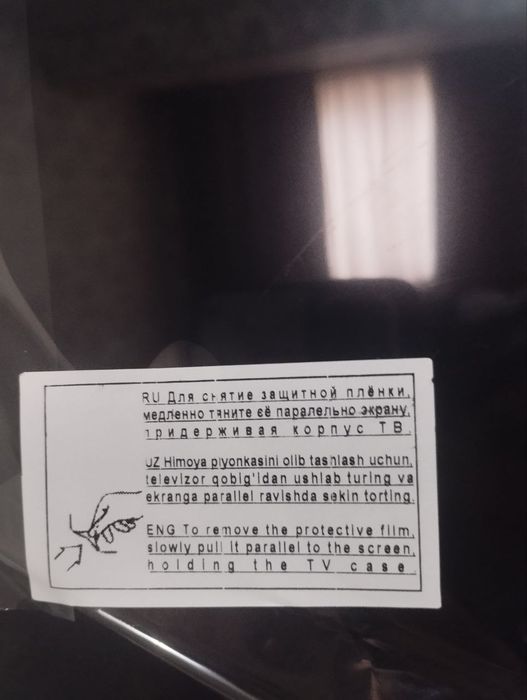 RU Для снятие защитной плёнки,
медленно тяните её паралельно экрану,
придерживая корпус ТВ.
UZ Himoya plyonkasini olib tashlash uchun,
televizor qobig'idan ushlab turing va
ekranga parallel ravishda sekin torting.
ENG To remove the protective film,
slowly pull it parallel to the screen,
holding the TV case